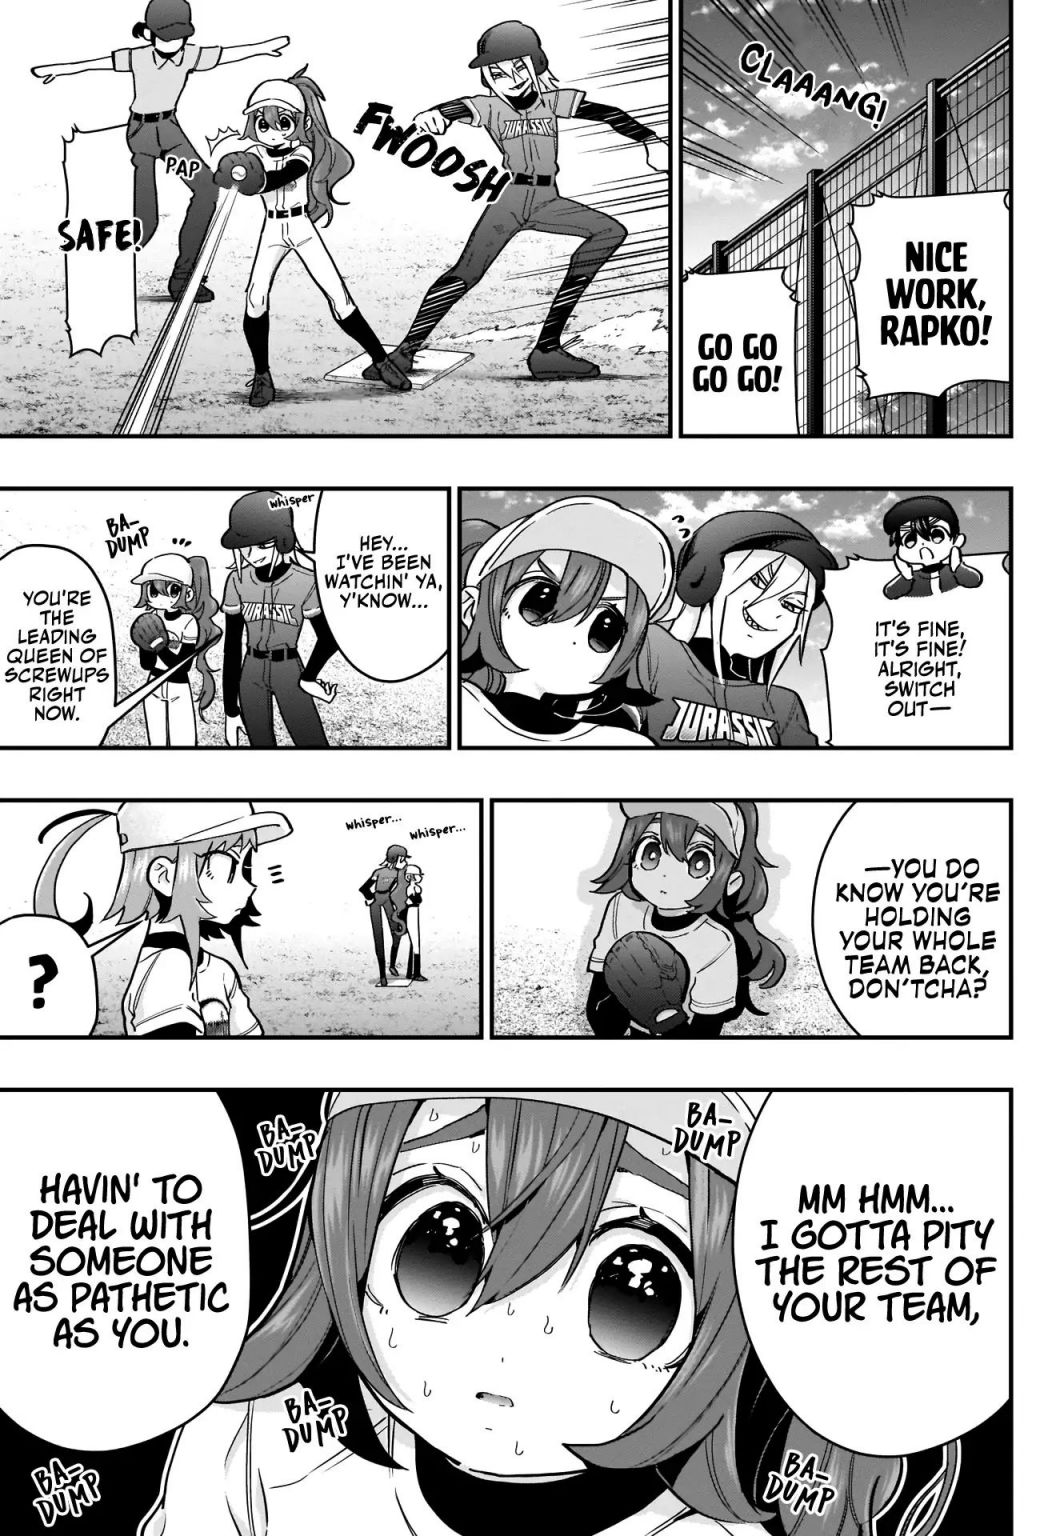 CLAAANG!
NICE
WORK,
RAPKO!
GO GO
GO GO!
FWOOSH
JURASSIC
PAP
SAFE!
IT'S FINE,
IT'S FINE!
ALRIGHT,
SWITCH
OUT—
JURASSIC
whisper
HEY...
I'VE BEEN
WATCHIN' YA,
Y'KNOW...
JURASSIC
BA-
DUMP
YOU'RE
THE
LEADING
QUEEN OF
SCREWUPS
RIGHT
NOW.
—YOU DO
KNOW YOU'RE
HOLDING
YOUR WHOLE
TEAM BACK,
DON'TCHA?
whisper...
whisper...
?
MM HMM...
I GOTTA PITY
THE REST OF
YOUR TEAM,
BA-
DUMP
BA-
DUMP
HAVIN' TO
DEAL WITH
SOMEONE
AS PATHETIC
AS YOU.
BA-
DUMP
BA-
DUMP
BA-
DUMP